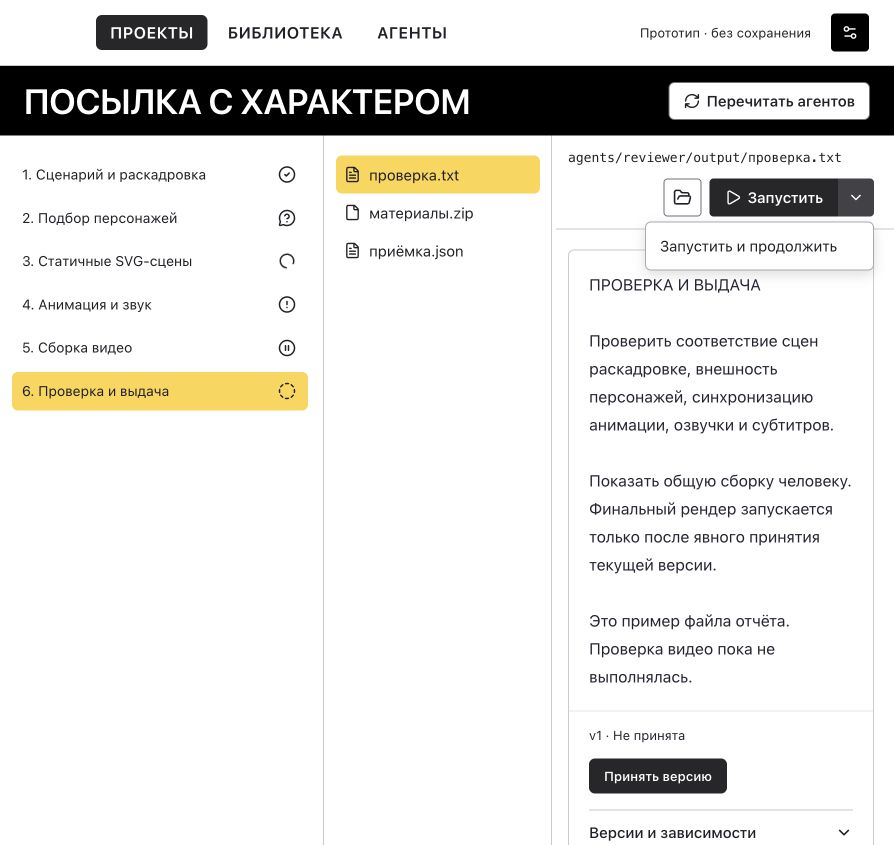 ПРОЕКТЫ
БИБЛИОТЕКА
АГЕНТЫ
Прототип · без сохранения
ПОСЫЛКА С ХАРАКТЕРОМ
Перечитать агентов
1. Сценарий и раскадровка
2. Подбор персонажей
3. Статичные SVG-сцены
4. Анимация и звук
5. Сборка видео
6. Проверка и выдача
проверка.txt
материалы.zip
приёмка.json
agents/reviewer/output/проверка.txt
Запустить
Запустить и продолжить
ПРОВЕРКА И ВЫДАЧА
Проверить соответствие сцен
раскадровке, внешность
персонажей, синхронизацию
анимации, озвучки и субтитров.
Показать общую сборку человеку.
Финальный рендер запускается
только после явного принятия
текущей версии.
Это пример файла отчёта.
Проверка видео пока не
выполнялась.
v1 · Не принята
Принять версию
Версии и зависимости